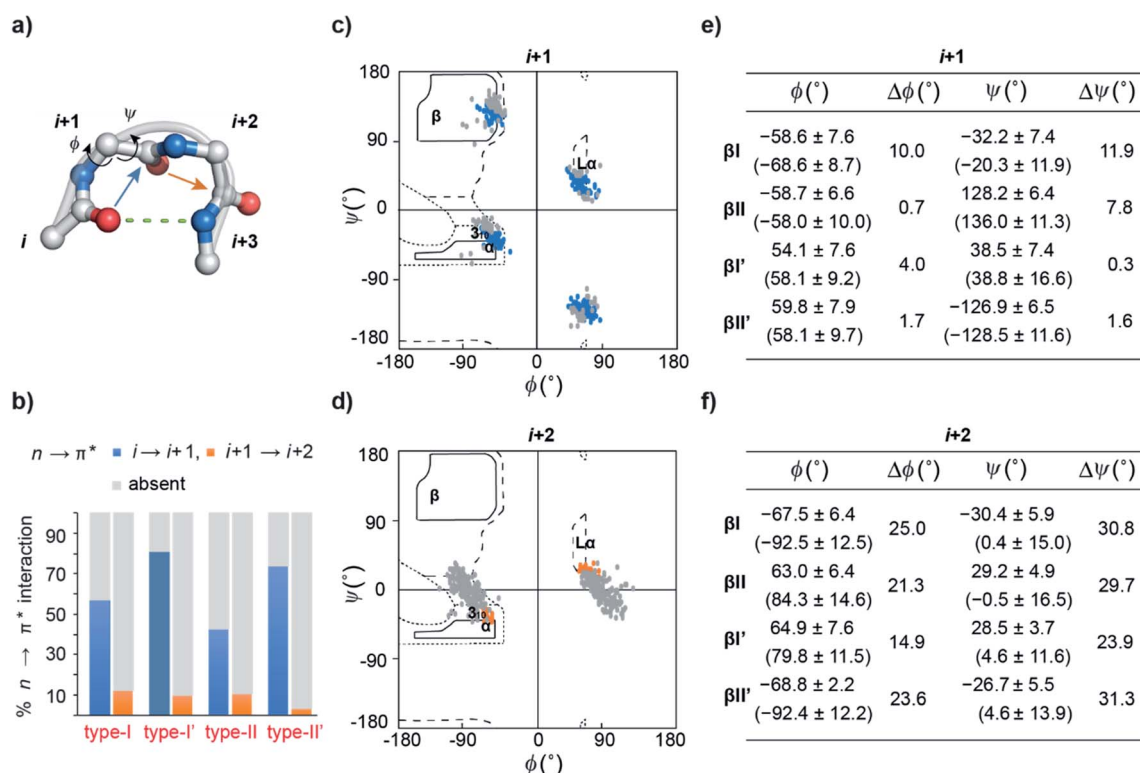 a)
i+1
ψ
i+2
ϕ
i
i+3
b)
n → π* i → i+1, i+1 → i+2
absent
% n → π* interaction
90
70
50
30
10
type-I type-I’ type-II type-II’
c)
i+1
180
90
0
-90
-180
ψ(°)
β
Lα
3₁₀
α
-180 -90 0 90 180
ϕ(°)
d)
i+2
180
90
0
-90
-180
ψ(°)
β
Lα
3₁₀
α
-180 -90 0 90 180
ϕ(°)
e)
i+1
ϕ(°) Δϕ(°) ψ(°) Δψ(°)
βI −58.6 ± 7.6 10.0 −32.2 ± 7.4 11.9
(−68.6 ± 8.7) (−20.3 ± 11.9)
βII −58.7 ± 6.6 0.7 128.2 ± 6.4 7.8
(−58.0 ± 10.0) (136.0 ± 11.3)
βI’ 54.1 ± 7.6 4.0 38.5 ± 7.4 0.3
(58.1 ± 9.2) (38.8 ± 16.6)
βII’ 59.8 ± 7.9 1.7 −126.9 ± 6.5 1.6
(58.1 ± 9.7) (−128.5 ± 11.6)
f)
i+2
ϕ(°) Δϕ(°) ψ(°) Δψ(°)
βI −67.5 ± 6.4 25.0 −30.4 ± 5.9 30.8
(−92.5 ± 12.5) (0.4 ± 15.0)
βII 63.0 ± 6.4 21.3 29.2 ± 4.9 29.7
(84.3 ± 14.6) (−0.5 ± 16.5)
βI’ 64.9 ± 7.6 14.9 28.5 ± 3.7 23.9
(79.8 ± 11.5) (4.6 ± 11.6)
βII’ −68.8 ± 2.2 23.6 −26.7 ± 5.5 31.3
(−92.4 ± 12.2) (4.6 ± 13.9)